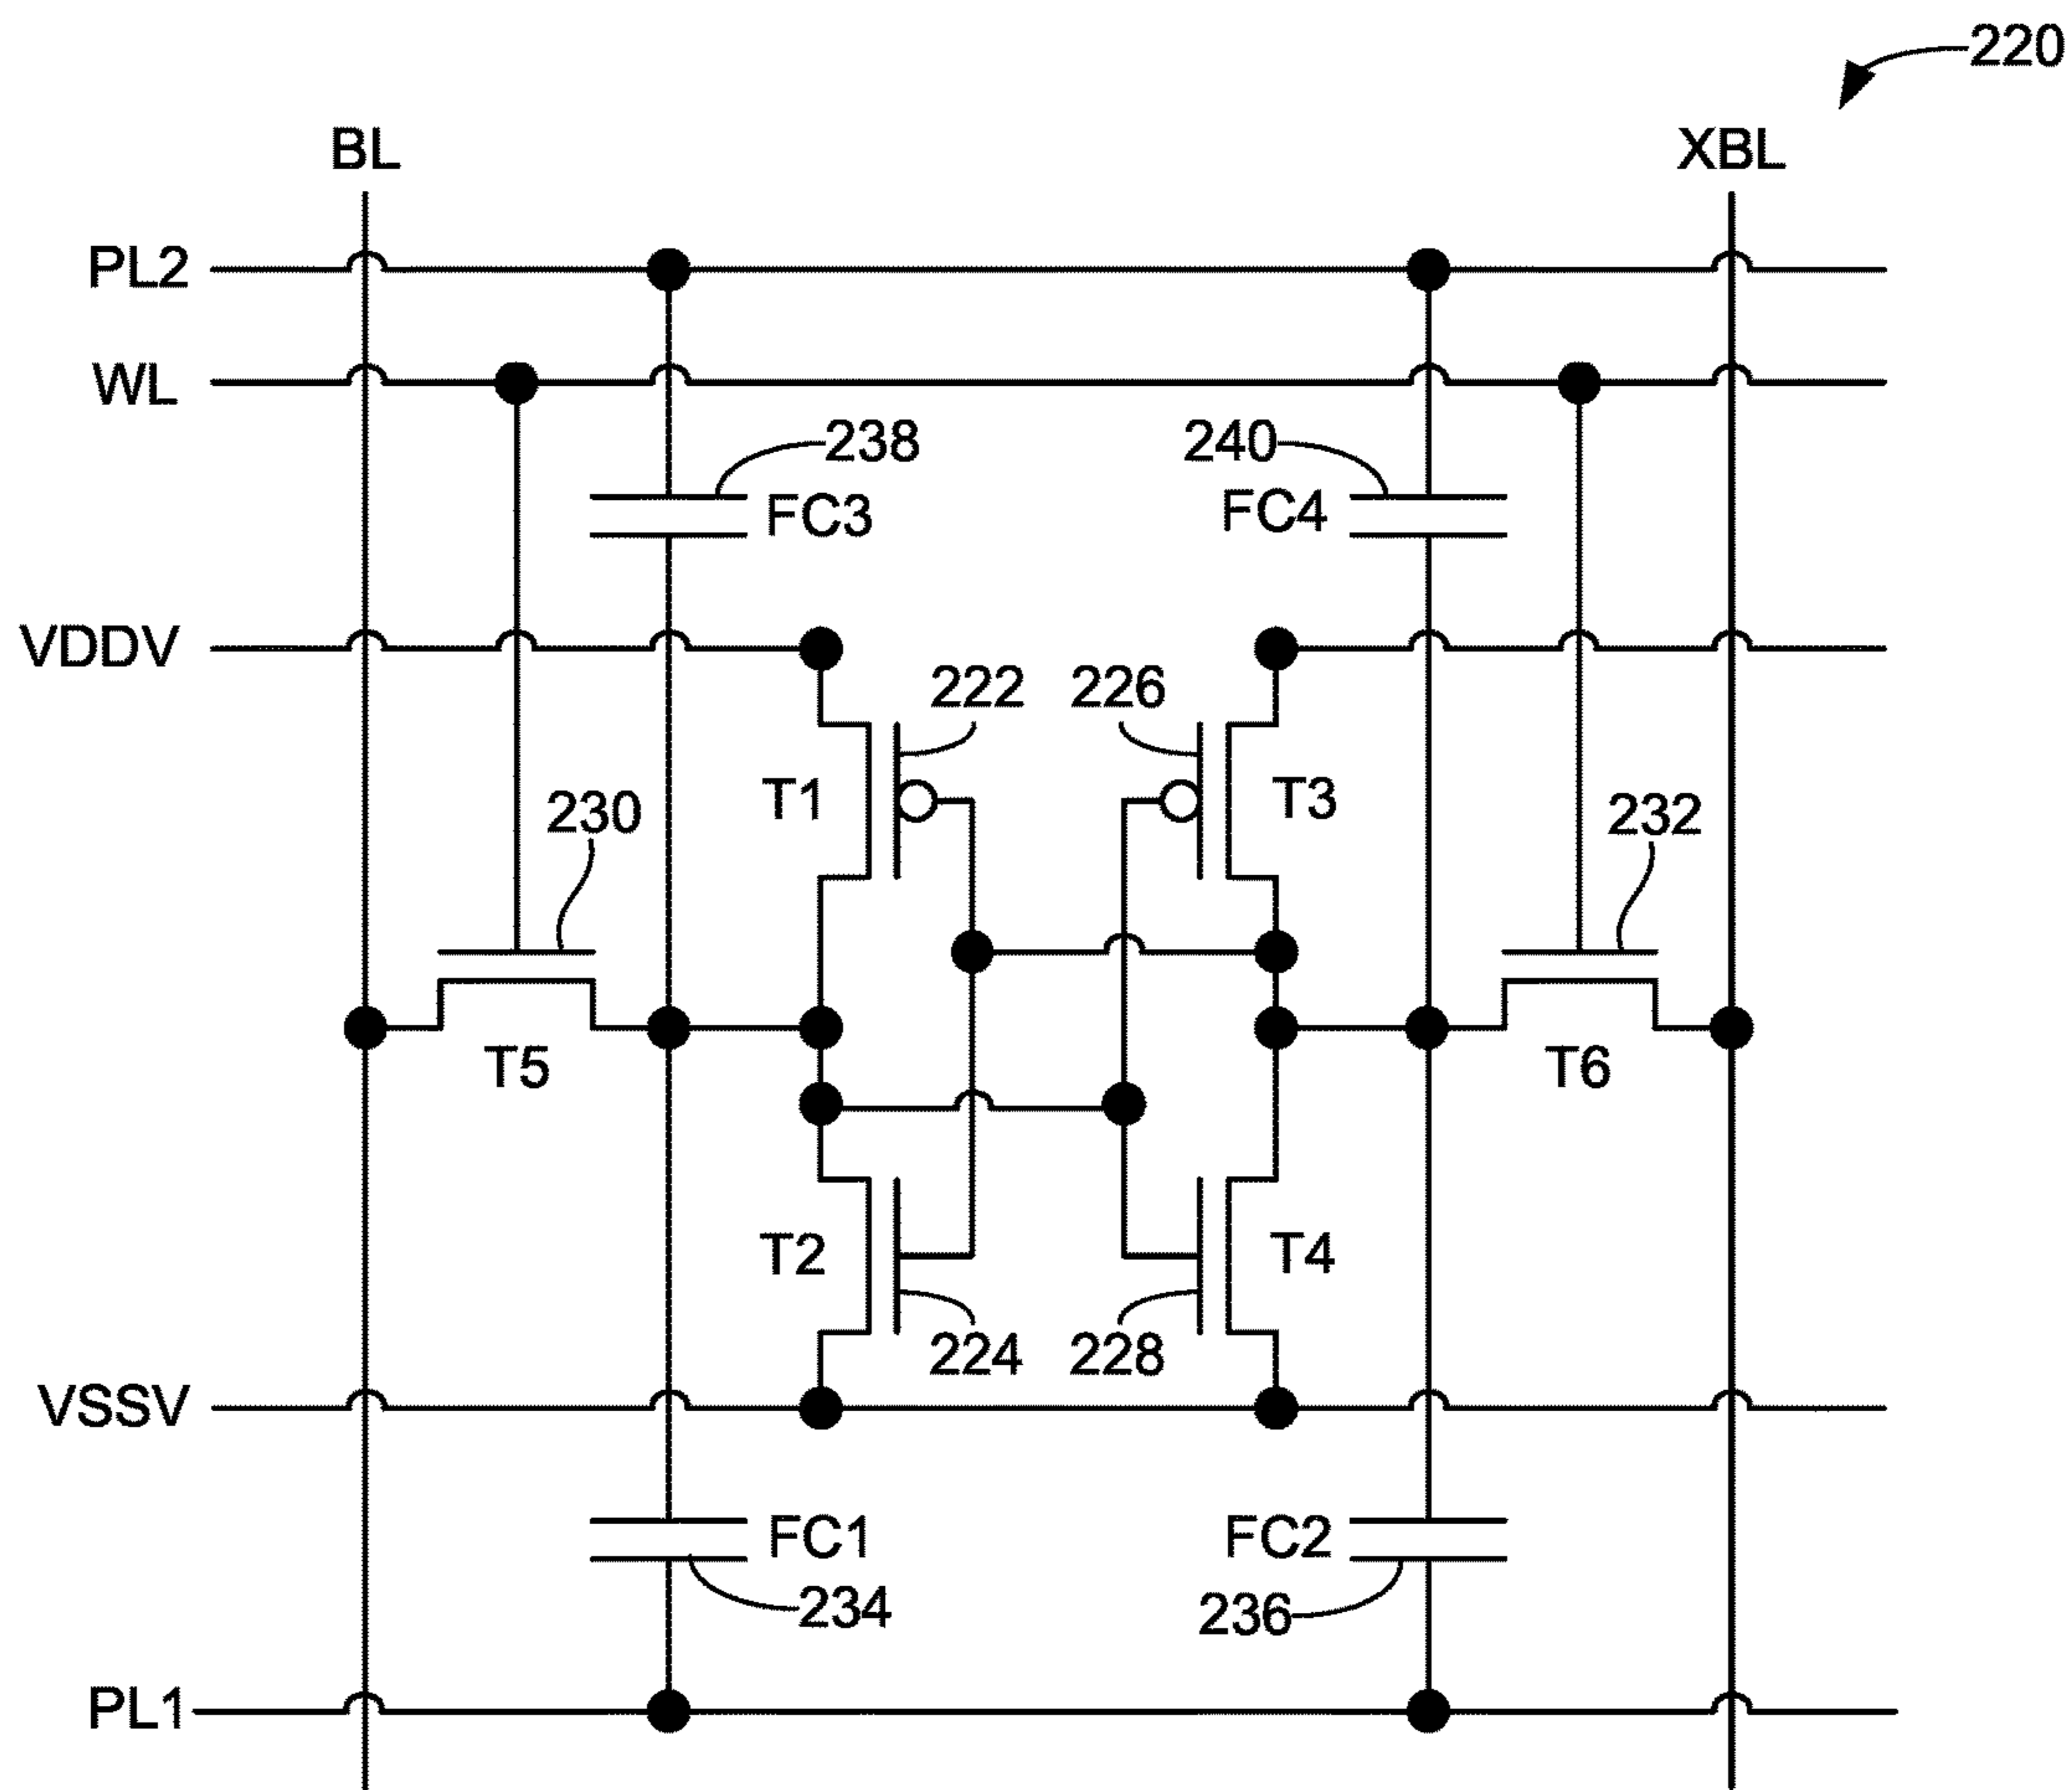 220
BL
XBL
PL2
WL
238
240
FC3
FC4
VDDV
222
226
T1
T3
230
232
T5
T6
T2
T4
224
228
VSSV
FC1
FC2
234
236
PL1